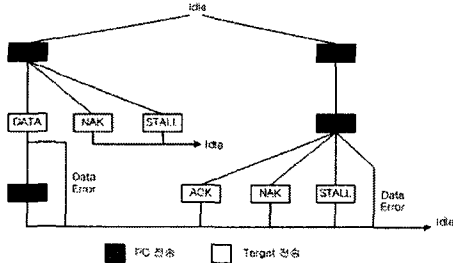 Idle
DATA
NAK
STALL
Idle
Data
Error
ACK
NAK
STALL
Data
Error
Idle
PC 전송
Target 전송